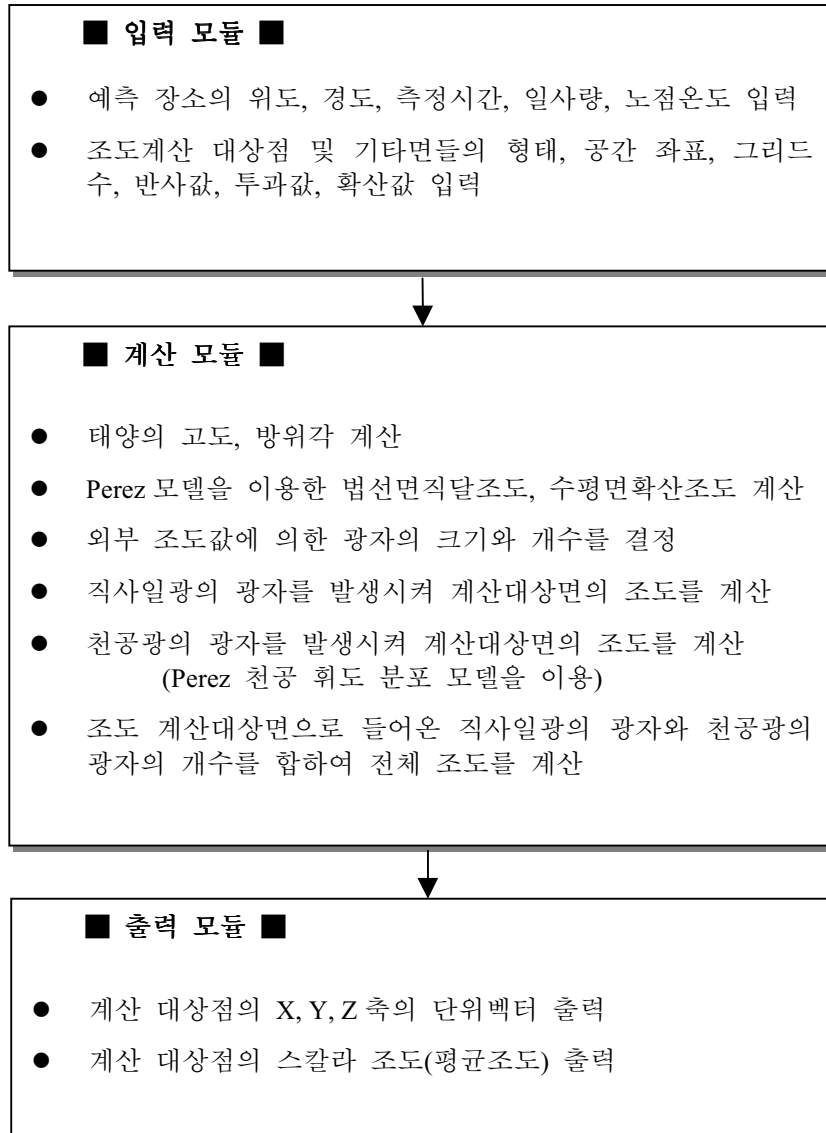 ■ 입력 모듈 ■
● 예측 장소의 위도, 경도, 측정시간, 일사량, 노점온도 입력
● 조도계산 대상점 및 기타면들의 형태, 공간 좌표, 그리드
수, 반사값, 투과값, 확산값 입력
■ 계산 모듈 ■
● 태양의 고도, 방위각 계산
● Perez 모델을 이용한 법선면직달조도, 수평면확산조도 계산
● 외부 조도값에 의한 광자의 크기와 개수를 결정
● 직사일광의 광자를 발생시켜 계산대상면의 조도를 계산
● 천공광의 광자를 발생시켜 계산대상면의 조도를 계산
(Perez 천공 휘도 분포 모델을 이용)
● 조도 계산대상면으로 들어온 직사일광의 광자와 천공광의
광자의 개수를 합하여 전체 조도를 계산
■ 출력 모듈 ■
● 계산 대상점의 X, Y, Z 축의 단위벡터 출력
● 계산 대상점의 스칼라 조도(평균조도) 출력